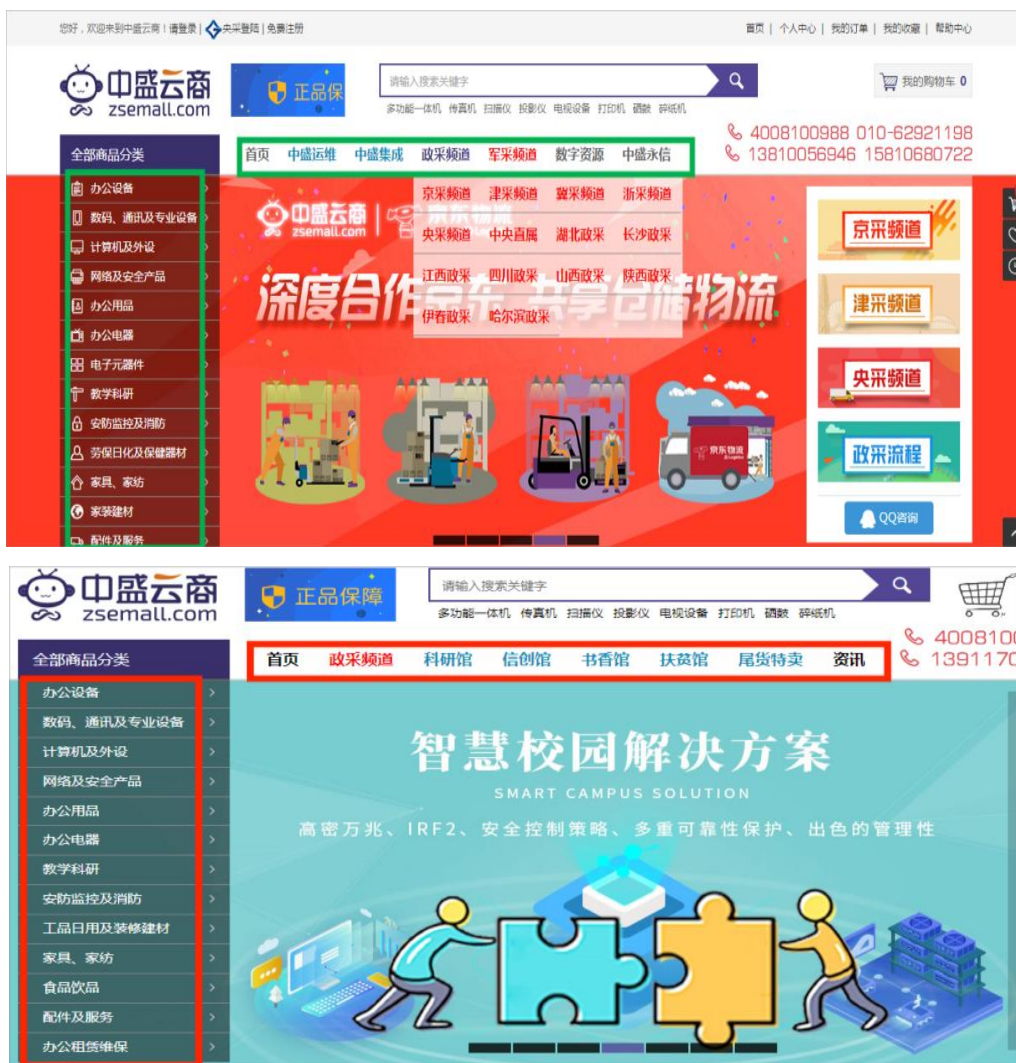 您好，欢迎来到中盛云商！请登录 | 央采登陆 | 免费注册
首页 | 个人中心 | 我的订单 | 我的收藏 | 帮助中心
中盛云商
zsemall.com
正品保
请输入搜素关键字
多功能一体机 传真机 扫描仪 投影仪 电视设备 打印机 硒鼓 碎纸机
我的购物车 0
4008100988 010-62921198
13810056946 15810680722
全部商品分类
首页 中盛运维 中盛集成 政采频道 军采频道 数字资源 中盛永信
办公设备
数码、通讯及专业设备
计算机及外设
网络及安全产品
办公用品
办公电器
电子元器件
教学科研
安防监控及消防
劳保日化及保健器材
家具、家纺
家装建材
配件及服务
京采频道 津采频道 冀采频道 浙采频道
央采频道 中央直属 湖北政采 长沙政采
江西政采 四川政采 山西政采 陕西政采
伊春政采 哈尔滨政采
中盛云商
zsemall.com
京东物流
深度合作京东 共享仓储物流
京东物流
京采频道
津采频道
央采频道
政采流程
QQ咨询
中盛云商
zsemall.com
正品保障
请输入搜素关键字
多功能一体机 传真机 扫描仪 投影仪 电视设备 打印机 硒鼓 碎纸机
400810
1391170
全部商品分类
首页 政采频道 科研馆 信创馆 书香馆 扶贫馆 尾货特卖 资讯
办公设备
数码、通讯及专业设备
计算机及外设
网络及安全产品
办公用品
办公电器
教学科研
安防监控及消防
工品日用及装修建材
家具、家纺
食品饮品
配件及服务
办公租赁维保
智慧校园解决方案
SMART CAMPUS SOLUTION
高密万兆、IRF2、安全控制策略、多重可靠性保护、出色的管理性